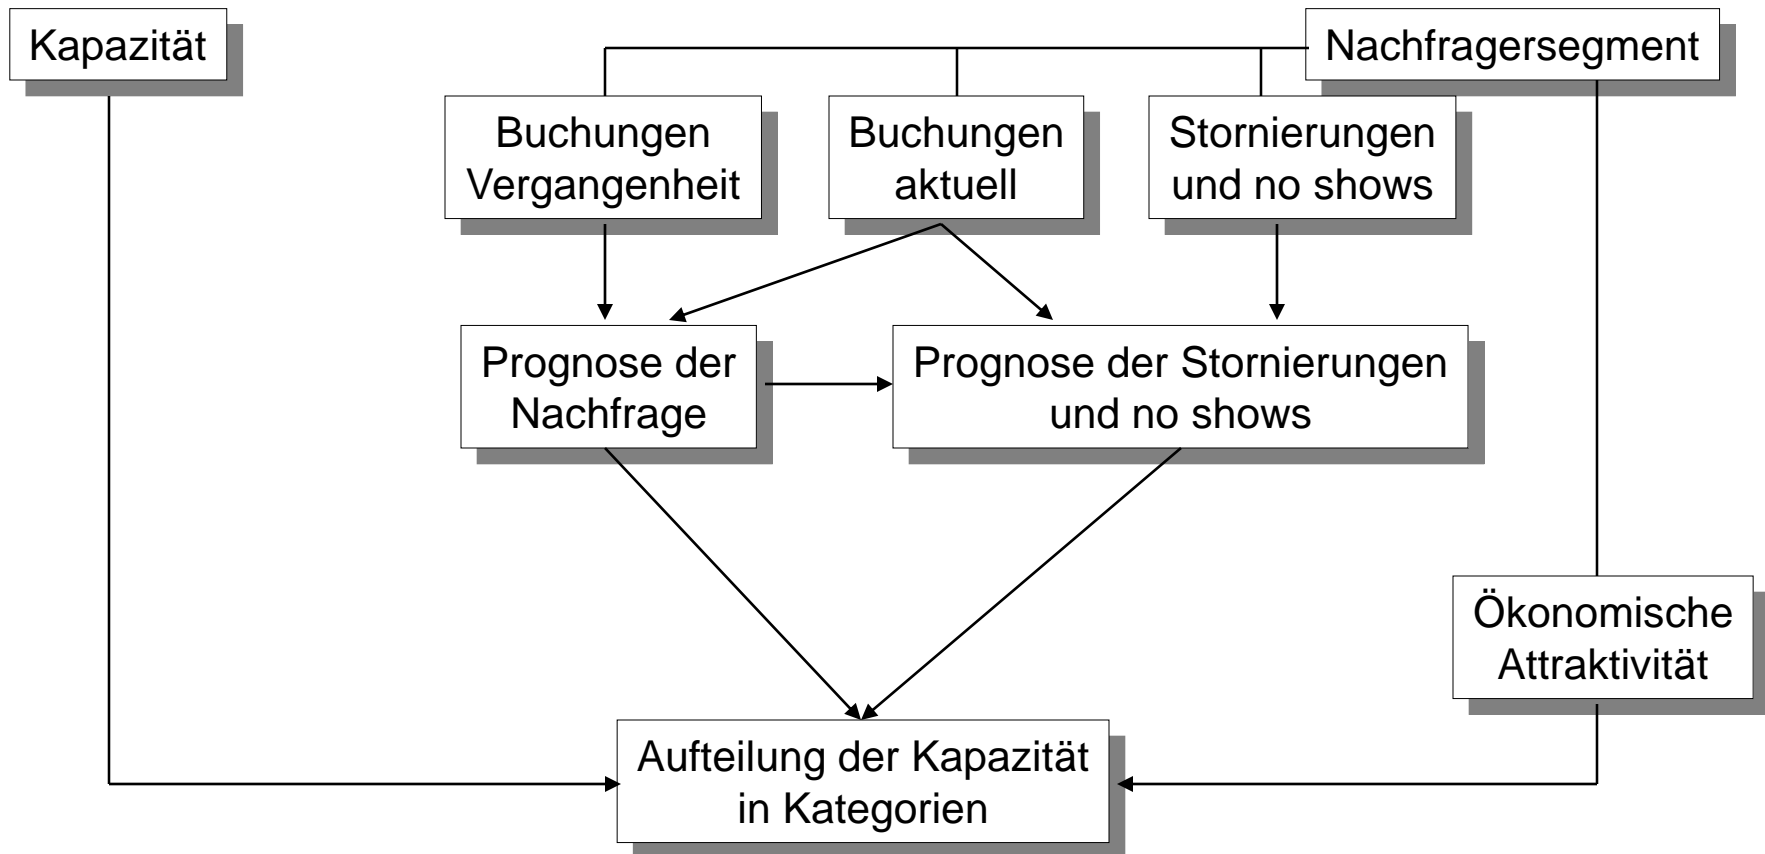 Kapazität
Nachfragersegment
Buchungen
Vergangenheit
Buchungen
aktuell
Stornierungen
und no shows
Prognose der
Nachfrage
Prognose der Stornierungen
und no shows
Ökonomische
Attraktivität
Aufteilung der Kapazität
in Kategorien